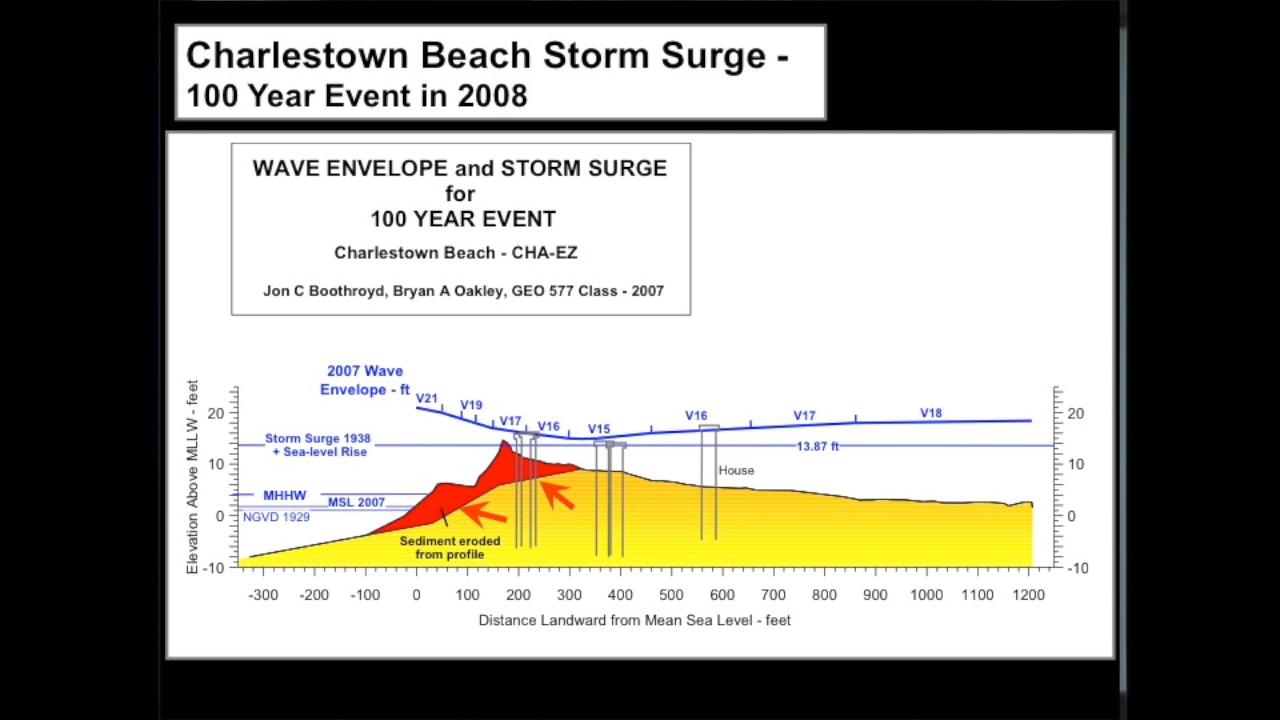 Charlestown Beach Storm Surge -
100 Year Event in 2008
WAVE ENVELOPE and STORM SURGE
for
100 YEAR EVENT
Charlestown Beach - CHA-EZ
Jon C Boothroyd, Bryan A Oakley, GEO 577 Class - 2007
2007 Wave
Envelope - ft
V21
V19
V17
V16
V15
V16
V17
V18
Storm Surge 1938
+ Sea-level Rise
13.87 ft
MHHW
MSL 2007
NGVD 1929
House
Sediment eroded
from profile
Elevation Above MLLW - feet
20
10
0
-10
20
10
0
-10
-300 -200 -100 0 100 200 300 400 500 600 700 800 900 1000 1100 1200
Distance Landward from Mean Sea Level - feet